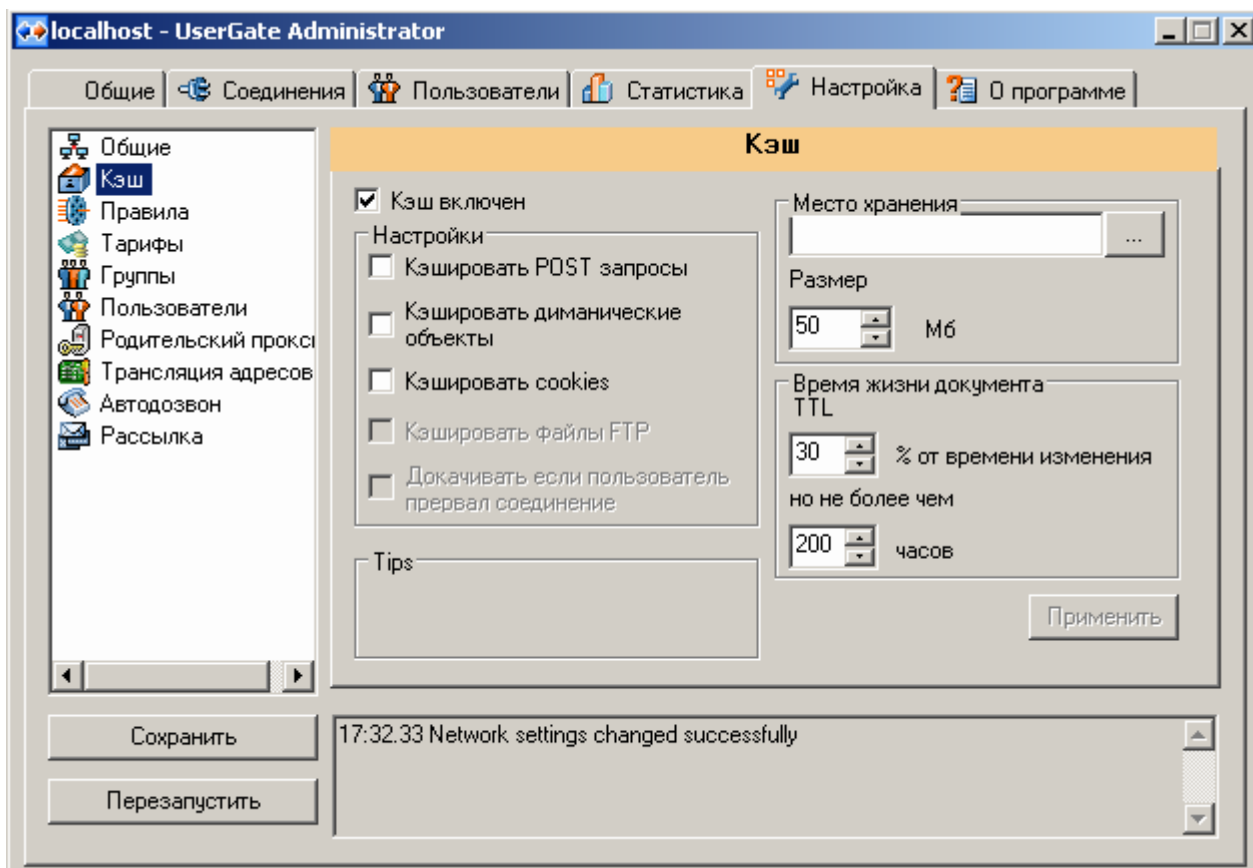 localhost - UserGate Administrator
Общие
Соединения
Пользователи
Статистика
Настройка
О программе
Общие
Кэш
Правила
Тарифы
Группы
Пользователи
Родительский прокси
Трансляция адресов
Автодозвон
Рассылка
Кэш
Кэш включен
Настройки
Кэшировать POST запросы
Кэшировать диманические
объекты
Кэшировать cookies
Кэшировать файлы FTP
Докачивать если пользователь
прервал соединение
Tips
Место хранения
...
Размер
50
Мб
Время жизни документа
TTL
30
% от времени изменения
но не более чем
200
часов
Применить
Сохранить
Перезапустить
17:32.33 Network settings changed successfully